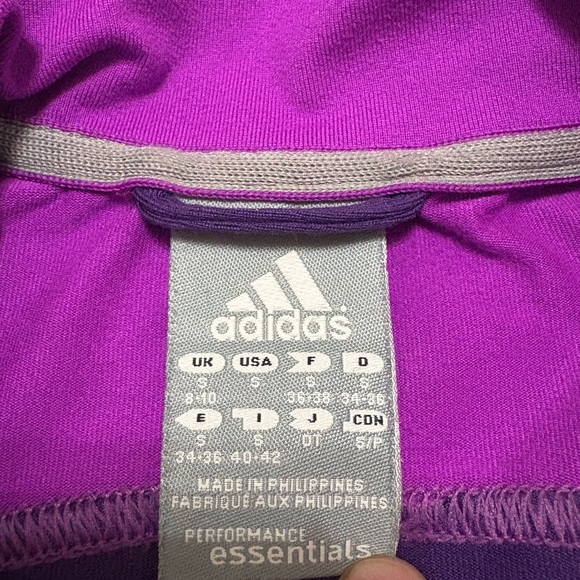 adidas
UK USA F D
S S S S
8-10 36-38 34-36
E I J CDN
S S OT S/P
34-36 40-42
MADE IN PHILIPPINES
FABRIQUÉ AUX PHILIPPINES
PERFORMANCE
essentials